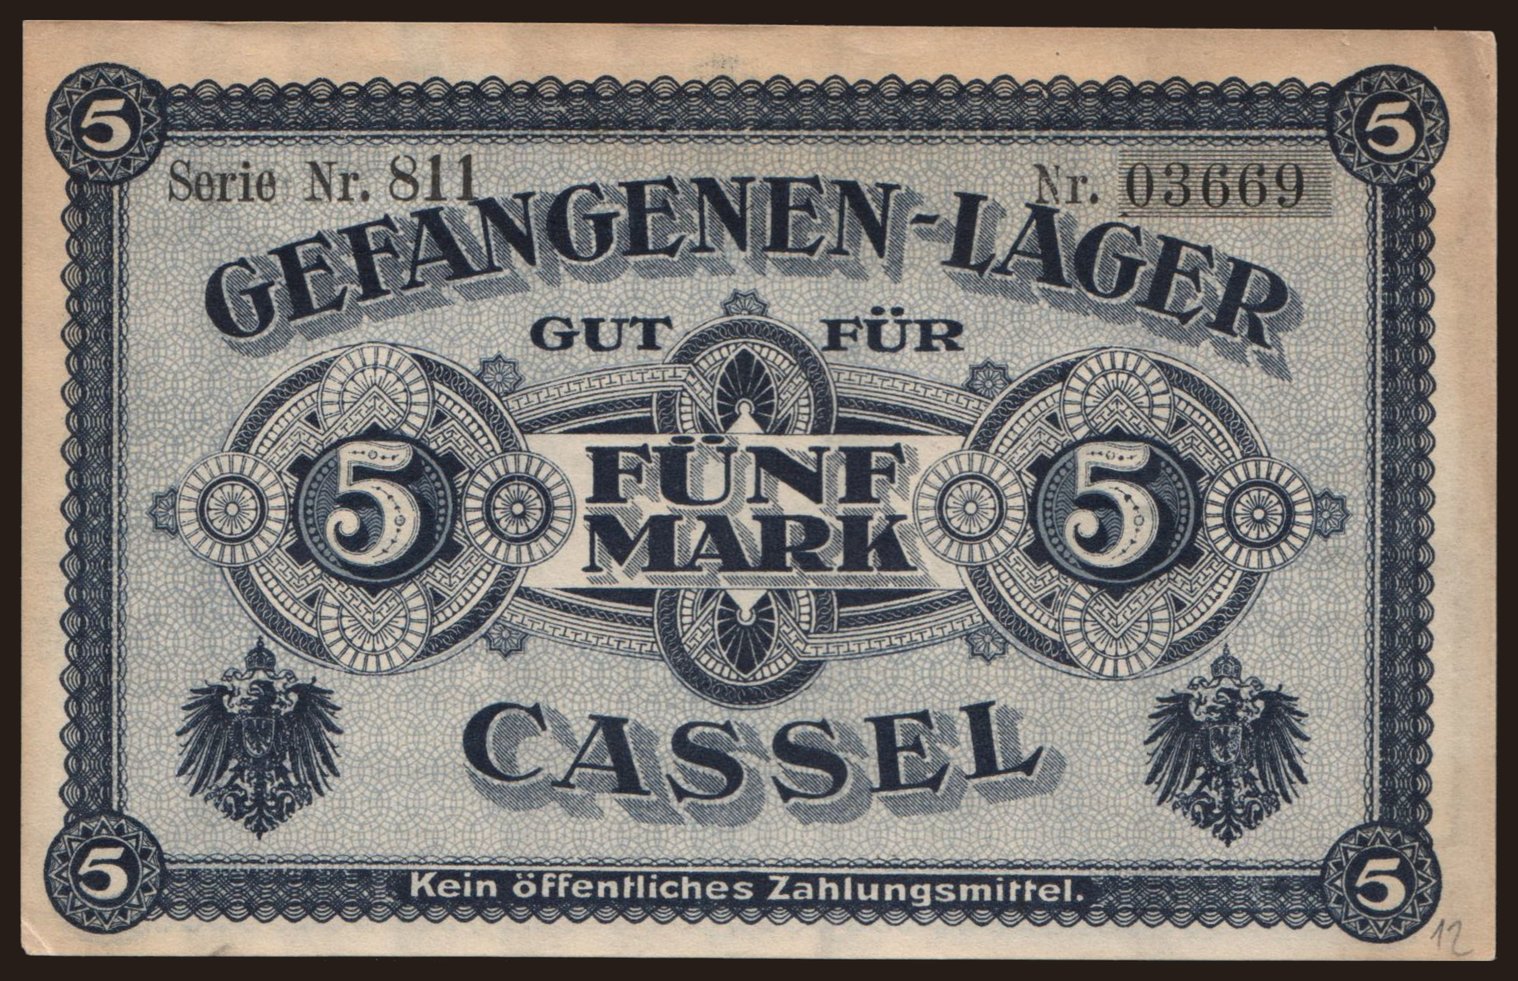 5 5
Serie Nr. 811 Nr. 03669
GEFANGENEN-LAGER
GUT FÜR
5 FÜNF 5
MARK
CASSEL
5 Kein öffentliches Zahlungsmittel. 5
12